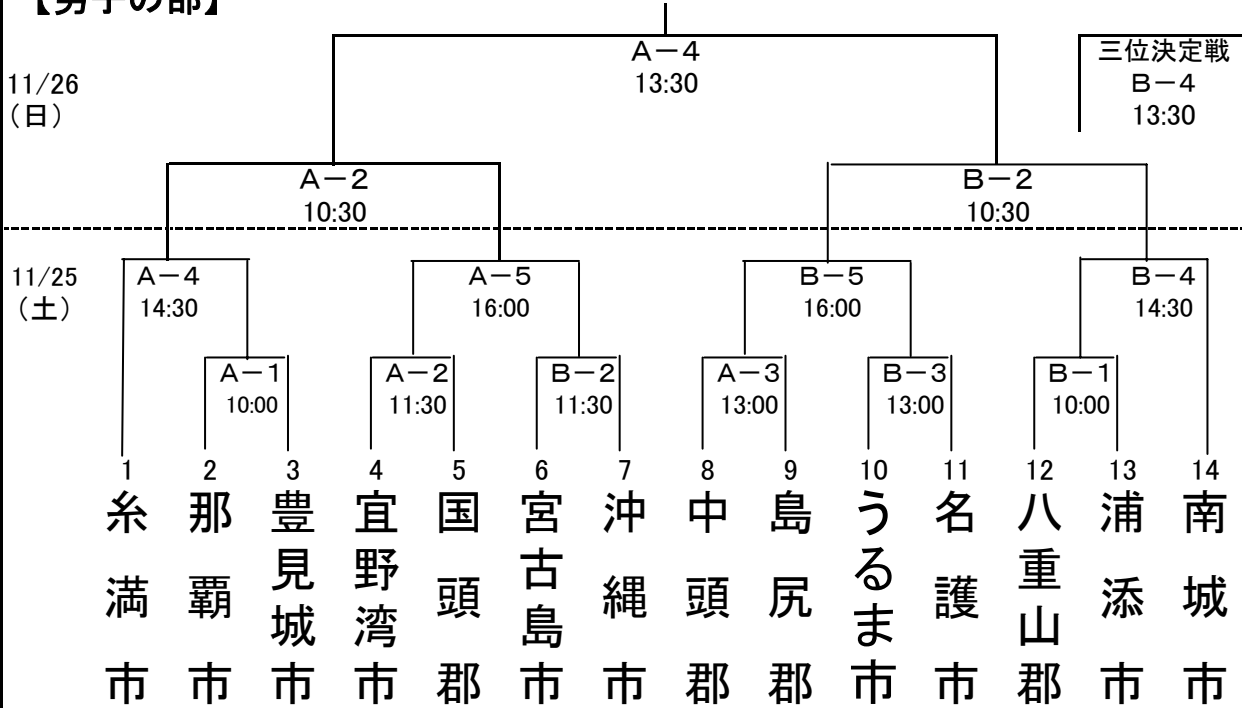 【男子の部】
A-4
13:30
三位決定戦
B-4
13:30
11/26
（日）
A-2
10:30
B-2
10:30
11/25
（土）
A-4
14:30
A-5
16:00
B-5
16:00
B-4
14:30
A-1
10:00
A-2
11:30
B-2
11:30
A-3
13:00
B-3
13:00
B-1
10:00
1 2 3 4 5 6 7 8 9 10 11 12 13 14
糸満市
那覇市
豊見城市
宜野湾市
国頭郡
宮古島市
沖縄市
中頭郡
島尻郡
うるま市
名護市
八重山郡
浦添市
南城市